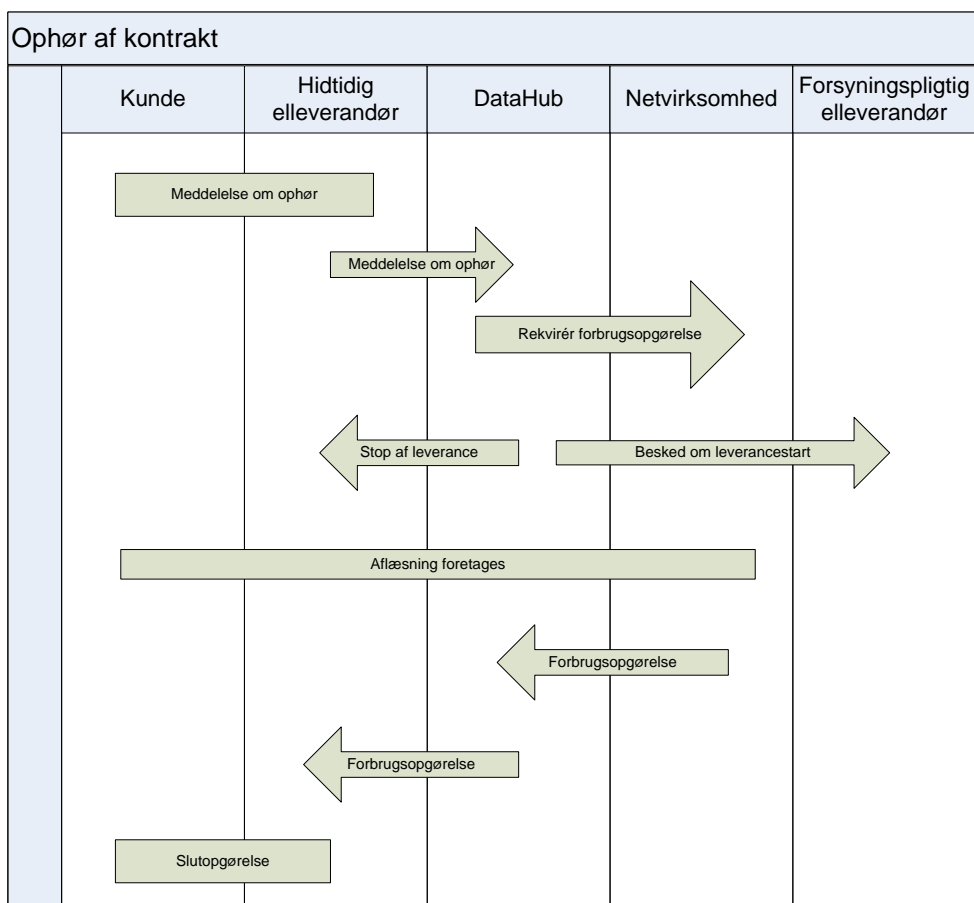 Ophør af kontrakt
Kunde
Hidtidig
elleverandør
DataHub
Netvirksomhed
Forsyningspligtig
elleverandør
Meddelelse om ophør
Meddelelse om ophør
Rekvirér forbrugsopgørelse
Stop af leverance
Besked om leverancestart
Aflæsning foretages
Forbrugsopgørelse
Forbrugsopgørelse
Slutopgørelse